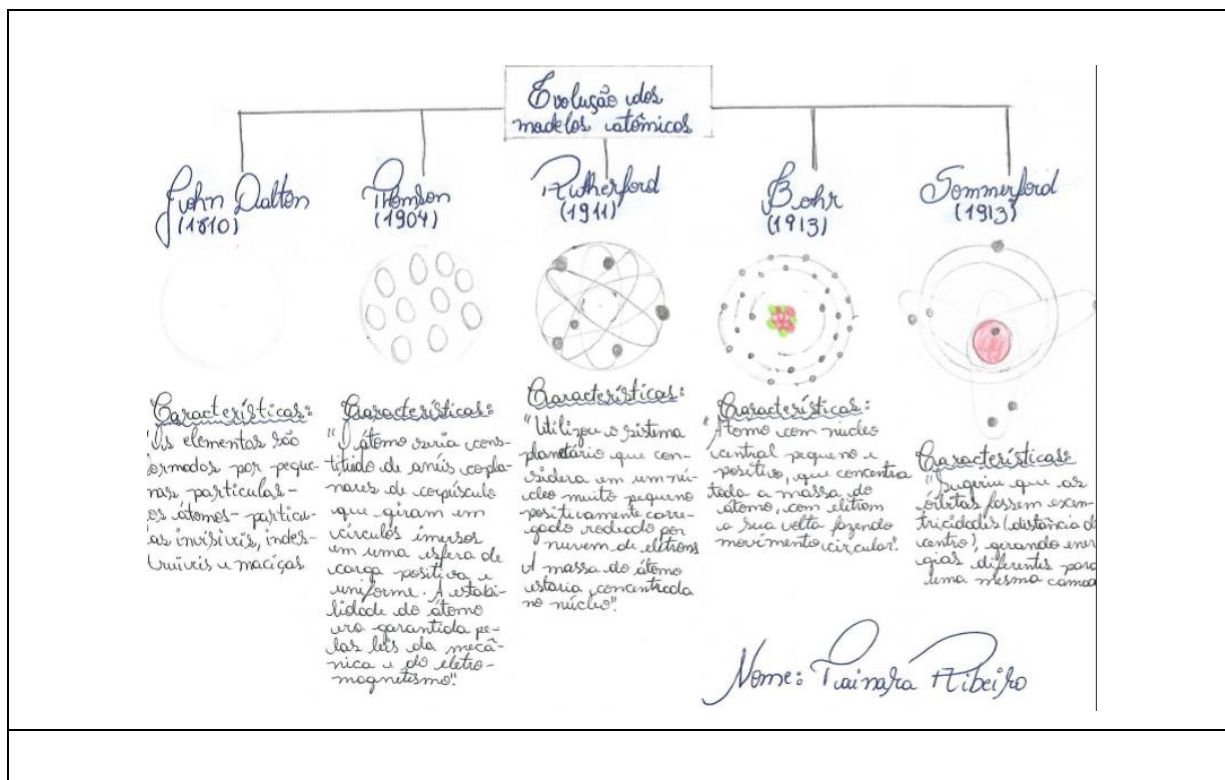 Evolução dos
modelos atômicos
John Dalton
(1810)
Thomson
(1904)
Rutherford
(1911)
Bohr
(1913)
Sommerford
(1913)
Características:
"Os elementos são
ormados por peque-
nas partículas-
os átomos- particu-
las invisíveis, indes-
truíveis e maciças
Características:
"O átomo seria cons-
tituído de anéis copla-
nares de corpúsculo
que giram em
círculos imersos
em uma esfera de
carga positiva e
uniforme. A estabi-
lidade do átomo
era garantida pe-
las leis da mecâ-
nica e do eletro-
magnetismo".
Características:
"Utilizou o sistema
planetário que con-
sidera em um nú-
cleo muito pequeno
positivamente carre-
gado rodeado por
nuvem de elétrons
A massa do átomo
estaria concentrada
no núcleo".
Características:
"Átomo com núcleo
central pequeno e
positivo, que concentra
toda a massa do
átomo, com elétron
a sua volta fazendo
movimento circular".
Características
"Sugeriu que as
órbitas fossem excen-
tricidades (distância d
centro), girando ener
gias diferentes para
uma mesma camad
Nome: Tainara Ribeiro